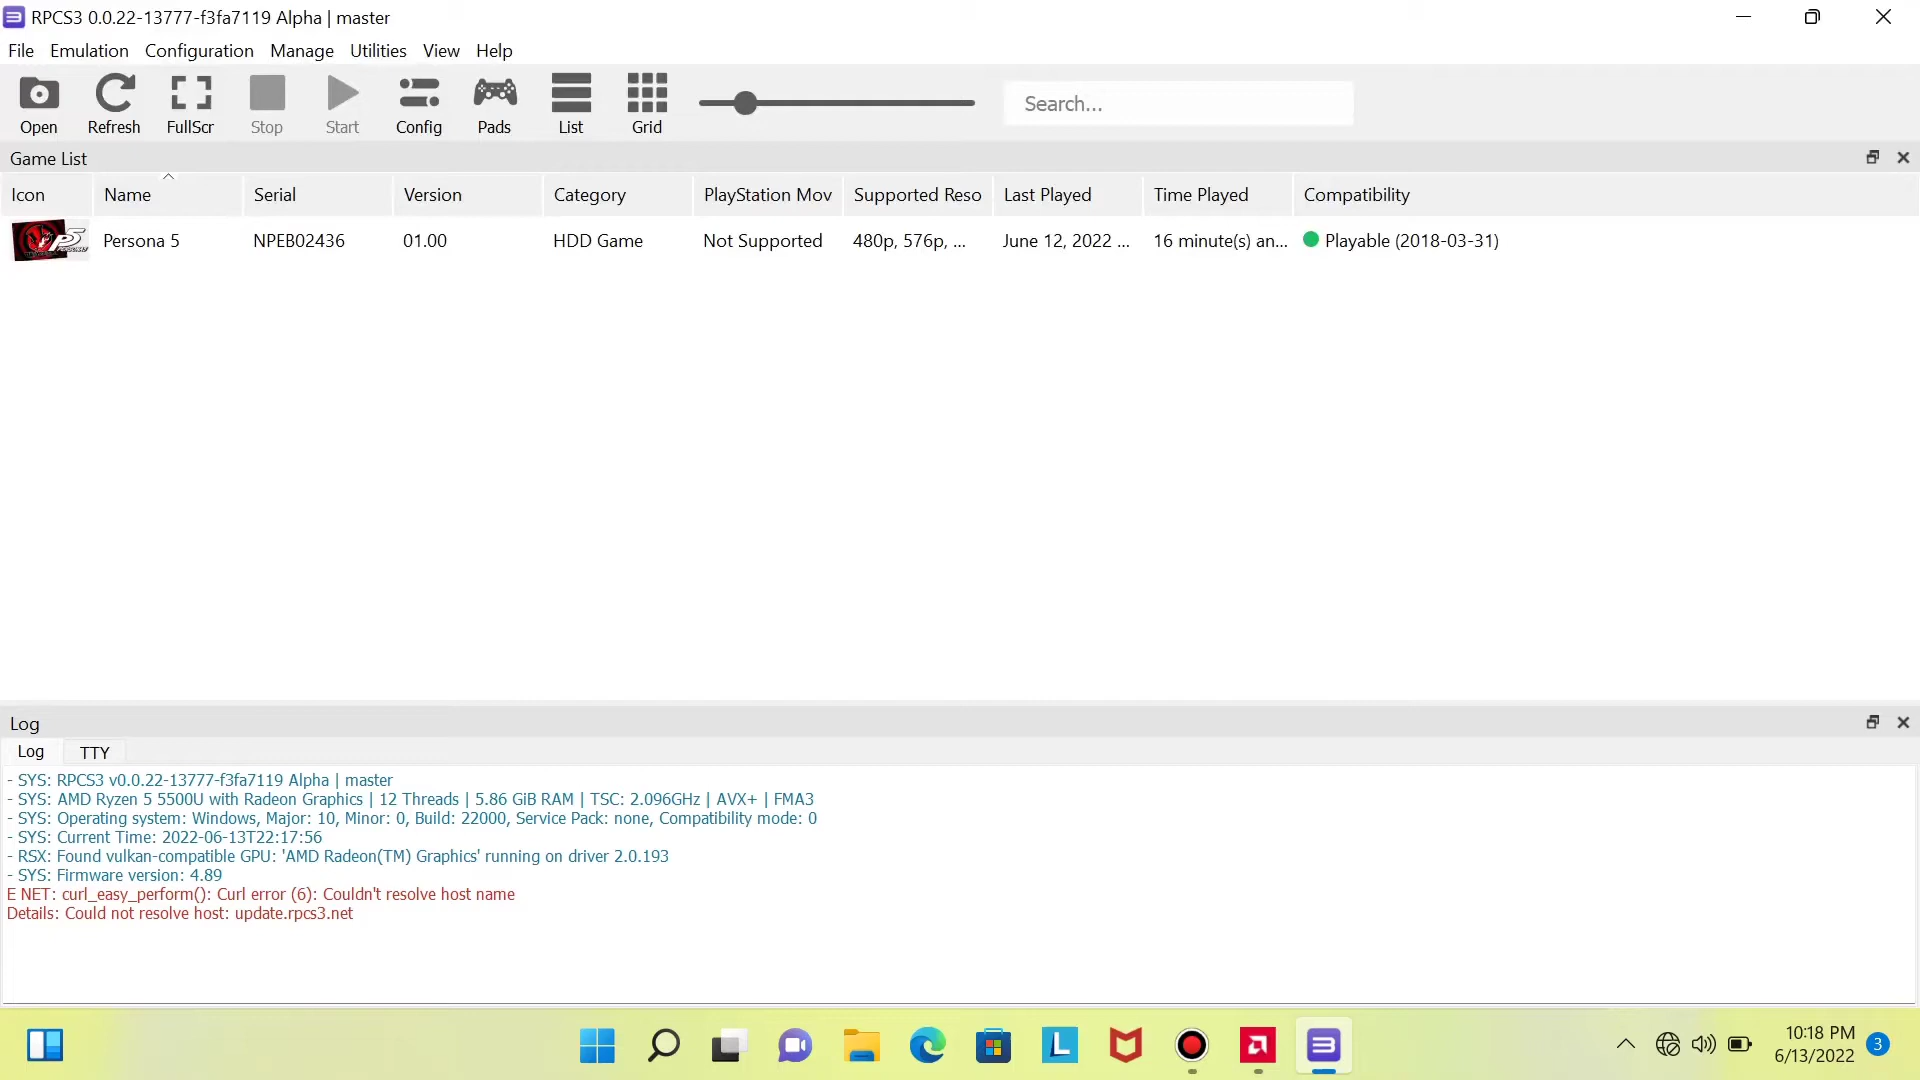 RPCS3 0.0.22-13777-f3fa7119 Alpha | master
File Emulation Configuration Manage Utilities View Help
Open Refresh FullScr Stop Start Config Pads List Grid Search...
Game List
Icon Name Serial Version Category PlayStation Mov Supported Reso Last Played Time Played Compatibility
P5 Persona 5 NPEB02436 01.00 HDD Game Not Supported 480p, 576p, ... June 12, 2022 ... 16 minute(s) an... Playable (2018-03-31)
Log
Log TTY
- SYS: RPCS3 v0.0.22-13777-f3fa7119 Alpha | master
- SYS: AMD Ryzen 5 5500U with Radeon Graphics | 12 Threads | 5.86 GiB RAM | TSC: 2.096GHz | AVX+ | FMA3
- SYS: Operating system: Windows, Major: 10, Minor: 0, Build: 22000, Service Pack: none, Compatibility mode: 0
- SYS: Current Time: 2022-06-13T22:17:56
- RSX: Found vulkan-compatible GPU: 'AMD Radeon(TM) Graphics' running on driver 2.0.193
- SYS: Firmware version: 4.89
E NET: curl_easy_perform(): Curl error (6): Couldn't resolve host name
Details: Could not resolve host: update.rpcs3.net
L
10:18 PM
6/13/2022 3